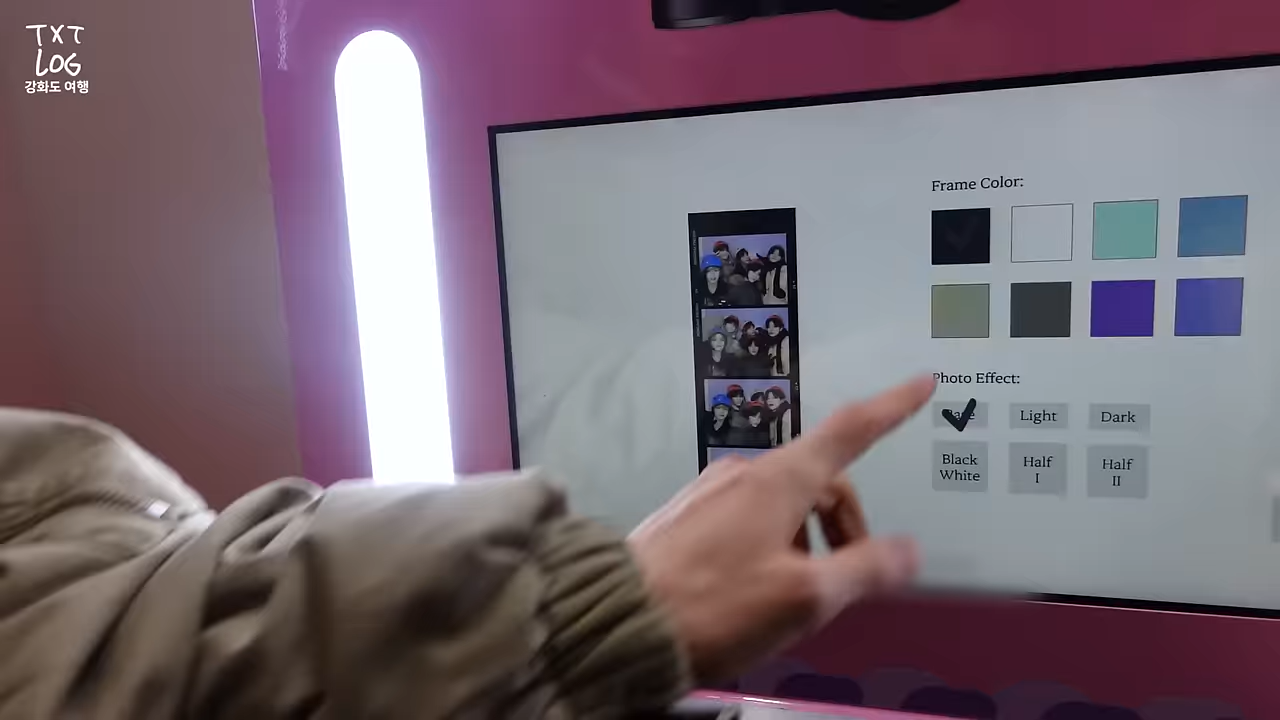 TXT
LOG
강화도 여행
Frame Color:
Photo Effect:
Light
Dark
Black
White
Half
I
Half
II